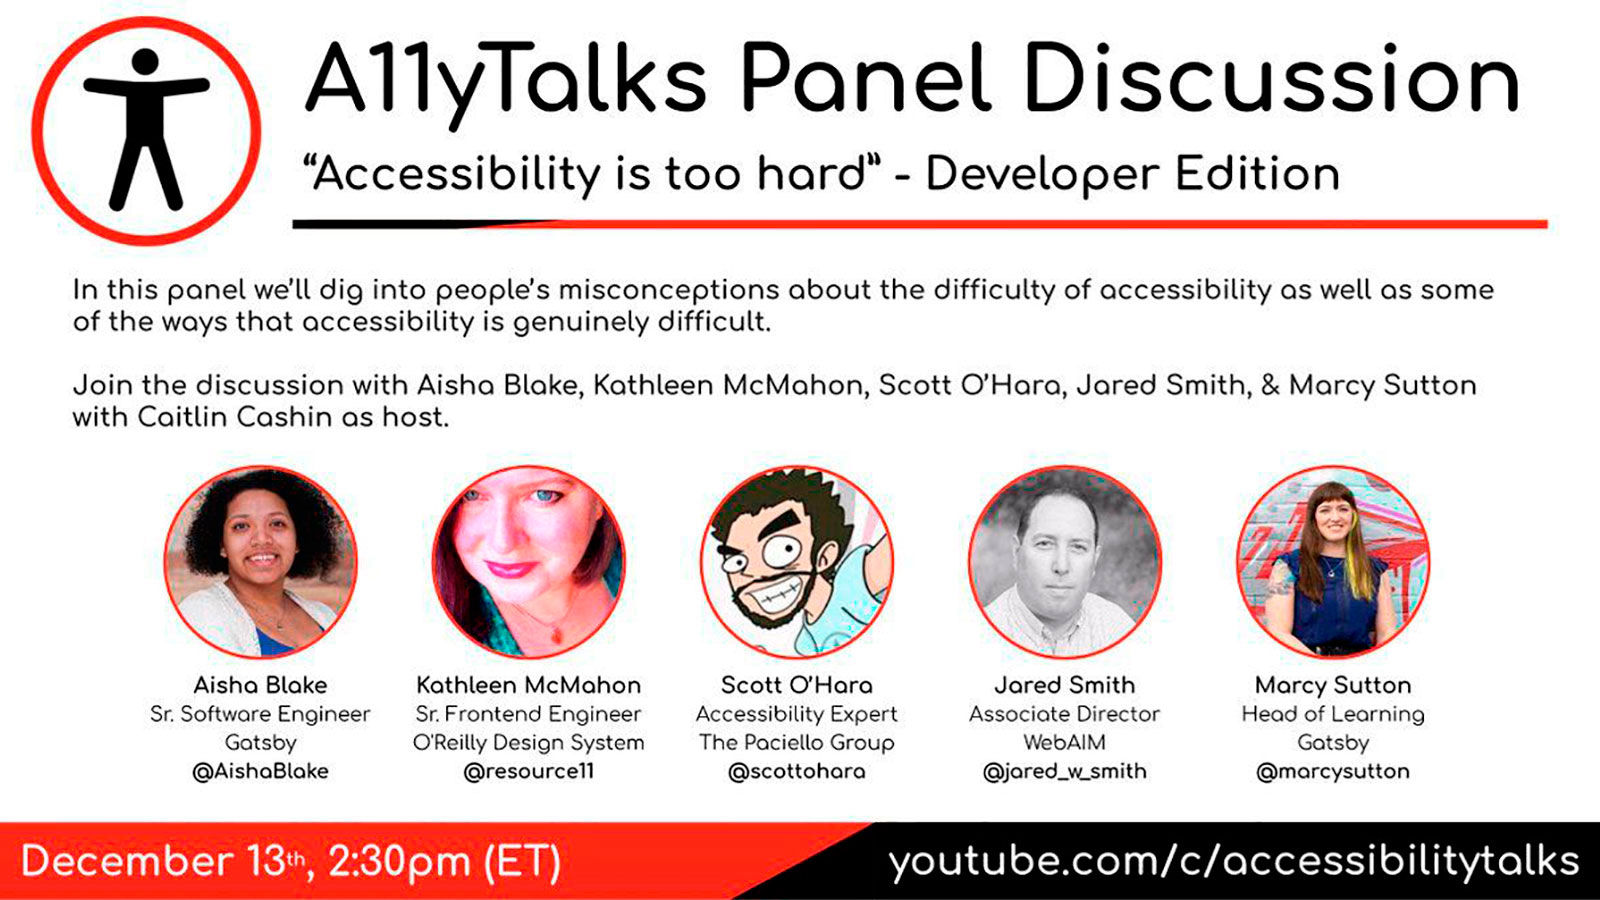 A11yTalks Panel Discussion
“Accessibility is too hard” - Developer Edition
In this panel we’ll dig into people’s misconceptions about the difficulty of accessibility as well as some
of the ways that accessibility is genuinely difficult.
Join the discussion with Aisha Blake, Kathleen McMahon, Scott O’Hara, Jared Smith, & Marcy Sutton
with Caitlin Cashin as host.
Aisha Blake
Sr. Software Engineer
Gatsby
@AishaBlake
Kathleen McMahon
Sr. Frontend Engineer
O'Reilly Design System
@resource11
Scott O’Hara
Accessibility Expert
The Paciello Group
@scottohara
Jared Smith
Associate Director
WebAIM
@jared_w_smith
Marcy Sutton
Head of Learning
Gatsby
@marcysutton
December 13th, 2:30pm (ET)
youtube.com/c/accessibilitytalks